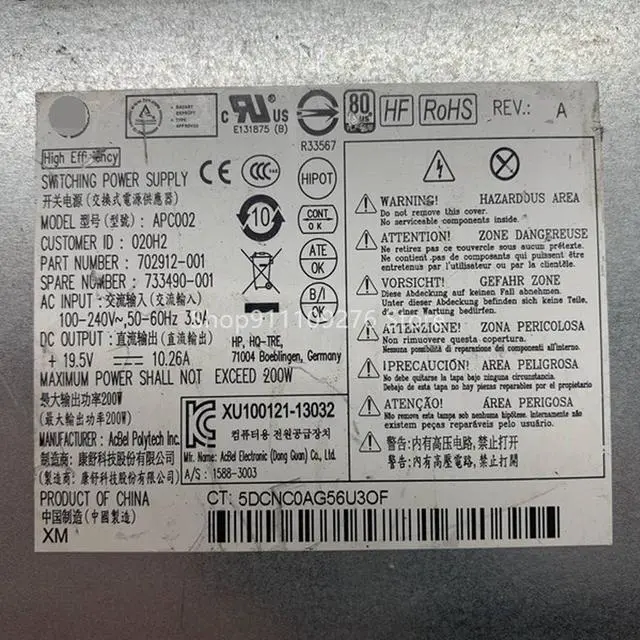 c UL US
E131875 (B)
R33567
80
PLUS
HF
RoHS
REV.: A
High Efficiency
SWITCHING POWER SUPPLY
开关电源 (交換式電源供應器)
MODEL 型号(型號) : APC002
CUSTOMER ID : 020H2
PART NUMBER : 702912-001
SPARE NUMBER : 733490-001
AC INPUT : 交流输入 (交流輸入)
100-240V~,50-60Hz 3.0A
DC OUTPUT : 直流输出 (直流輸出)
+ 19.5V 10.26A
MAXIMUM POWER SHALL NOT EXCEED 200W
最大输出功率200W
(最大輸出功率200W)
MANUFACTURER : AcBel Polytech Inc.
制造商 : 康舒科技股份有限公司
(製造商 : 康舒科技股份有限公司)
PRODUCT OF CHINA
中国制造 (中國製造)
XM
CE
CCC
HIPOT
10
CONT
OK
ATE
OK
B/I
OK
HP, HQ-TRE,
71004 Boeblingen, Germany
XU100121-13032
컴퓨터용 전원공급장치
Mfr. Name: AcBel Electronic (Dong Guan) Co., Ltd.
A/S : 1588-3003
WARNING! HAZARDOUS AREA
Do not remove this cover.
No serviceable components inside.
ATTENTION! ZONE DANGEREUSE
Ne retirez pas ce couvercle sous aucun prétexte.
Ne contient pas de composants qui puissent etre
entretenus par l'utilisateur ou par la clientèle.
VORSICHT! GEFAHR ZONE
Diese Abdeckung auf keinen Fall abnehmen.
Unter dieser Abdeckung befinden sich keine Teile,
die einer Wartung bedürfen.
ATTENZIONE! ZONA PERICOLOSA
Non rimuovere questa copertura.
Nessuna possibilità di riparazione dei componenti all'interno.
¡PRECAUCIÓN! AREA PELIGROSA
No debe quitarse la tapa bajo ninguna circunstancia.
Debajo de esta tapa no hay piezas reparables por el propietario.
ATENÇÃO! ÁREA PERIGOSA
Não remova a tampa sob nenhuma hipótese. internamente não existem
peças reparáveis pelo usuário.
警告:内有高压电路,禁止打开
警告:內有高壓電路,禁止打開
CT: 5DCNC0AG56U3OF
Shop911189276 Store